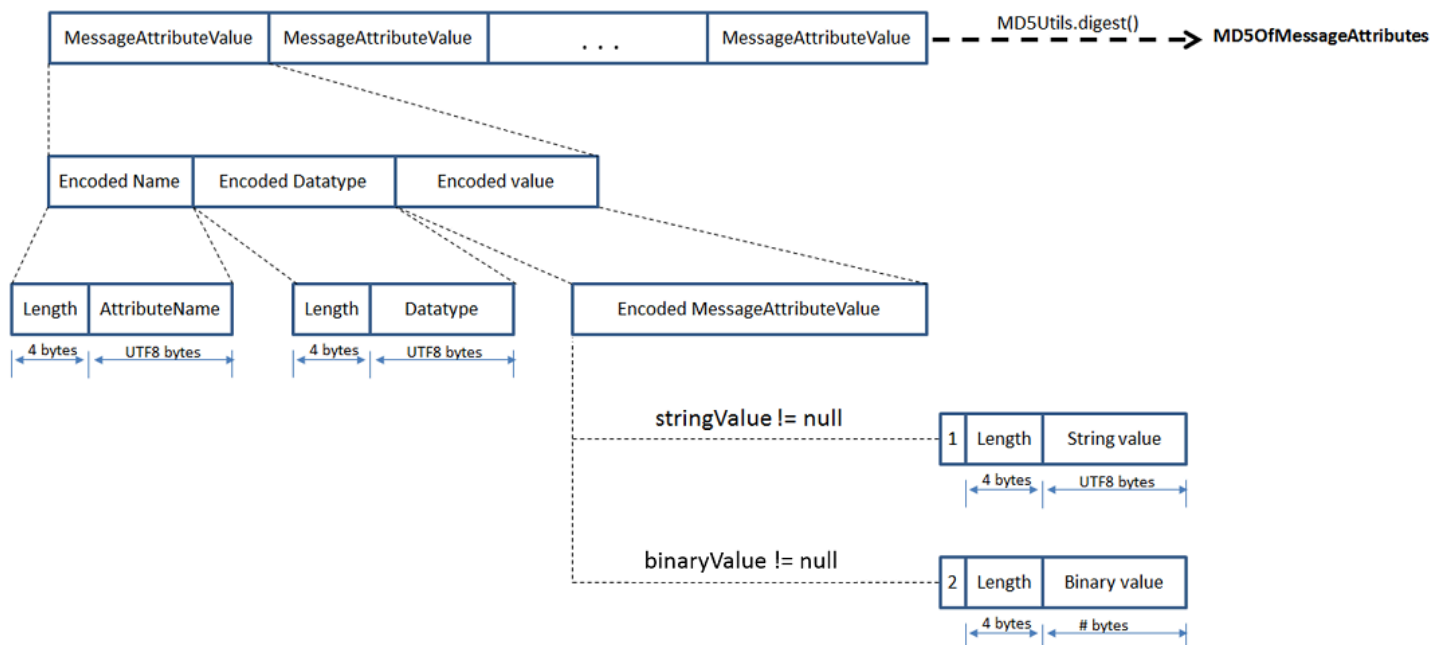 MessageAttributeValue MessageAttributeValue . . . MessageAttributeValue MD5Utils.digest() MD5OfMessageAttributes
Encoded Name Encoded Datatype Encoded value
Length AttributeName Length Datatype Encoded MessageAttributeValue
4 bytes UTF8 bytes 4 bytes UTF8 bytes
stringValue != null 1 Length String value
4 bytes UTF8 bytes
binaryValue != null 2 Length Binary value
4 bytes # bytes